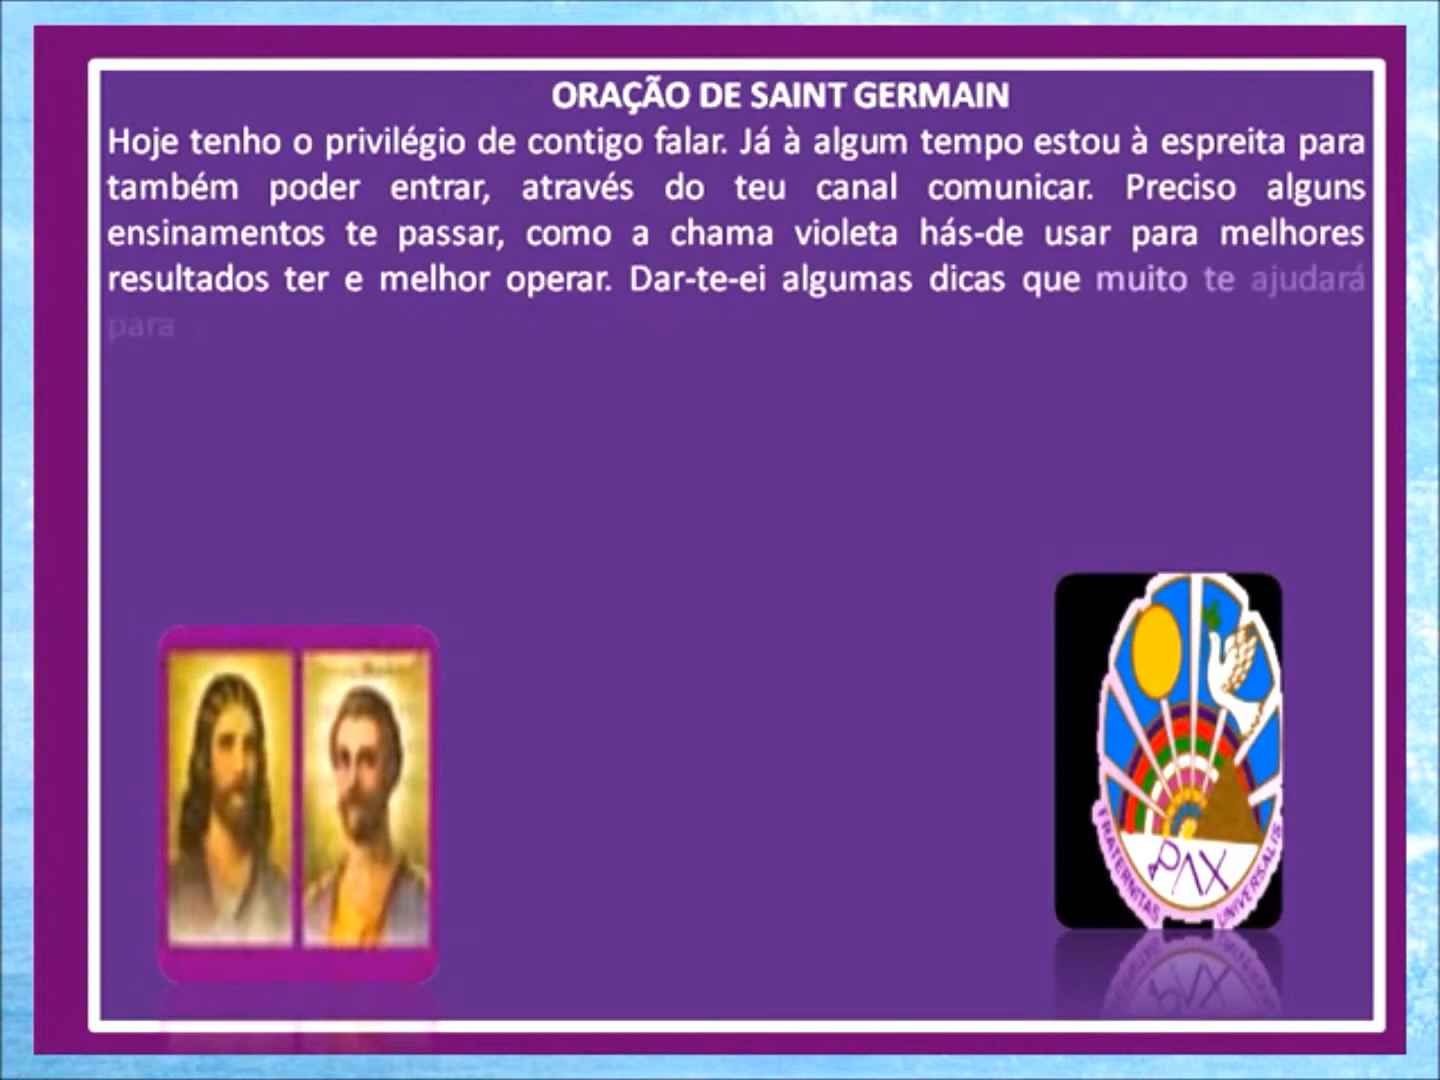 ORAÇÃO DE SAINT GERMAIN
Hoje tenho o privilégio de contigo falar. Já à algum tempo estou à espreita para
também poder entrar, através do teu canal comunicar. Preciso alguns
ensinamentos te passar, como a chama violeta hás-de usar para melhores
resultados ter e melhor operar. Dar-te-ei algumas dicas que muito te ajudará
para
PAX
FRATERNITAS UNIVERSALIS